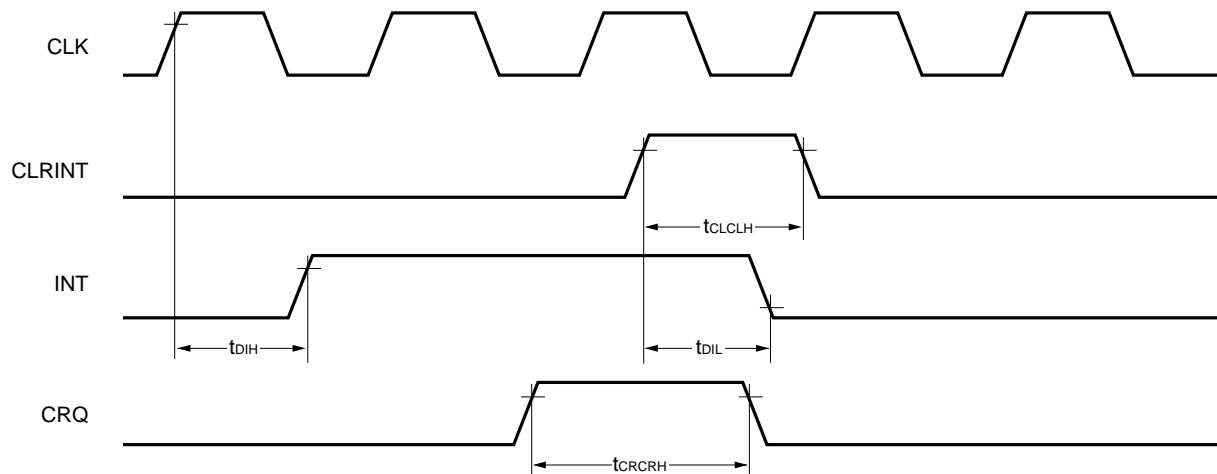 CLK
CLRINT
tCLCLH
INT
tDIH
tDIL
CRQ
tCRCRH